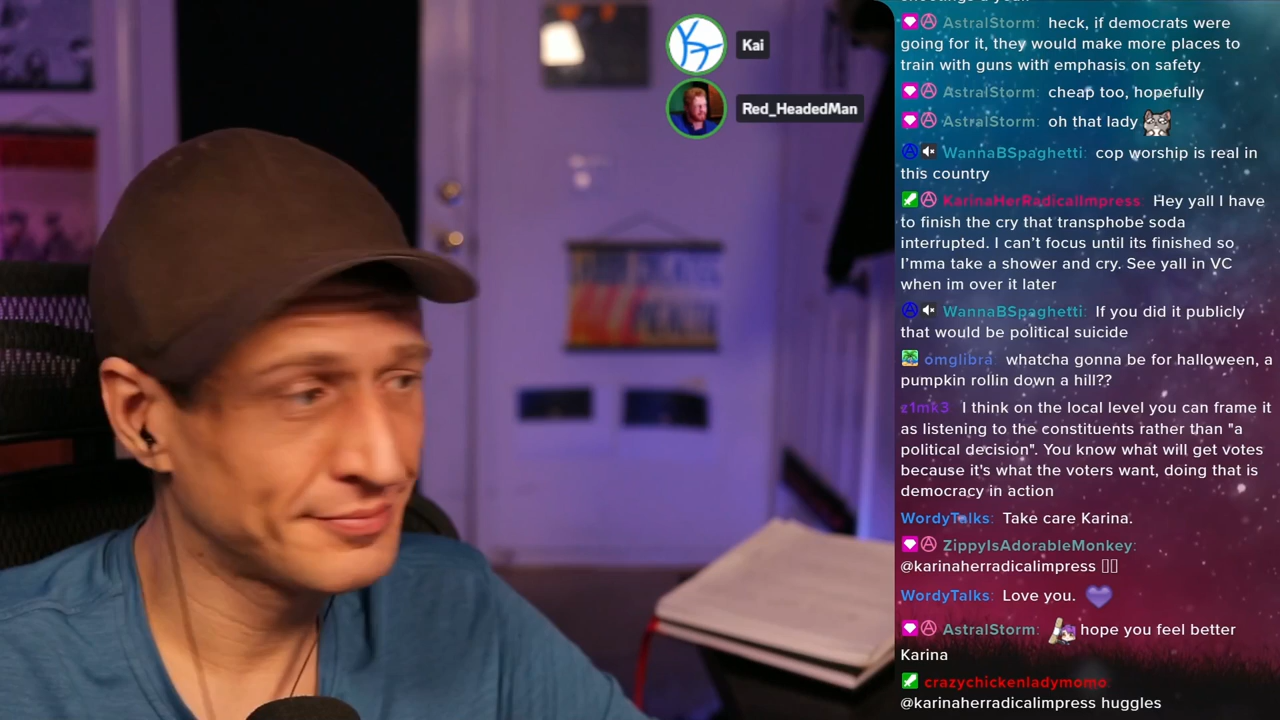 Kai
Red_HeadedMan
AstralStorm: heck, if democrats were
going for it, they would make more places to
train with guns with emphasis on safety
AstralStorm: cheap too, hopefully
AstralStorm: oh that lady
WannaBSpaghetti: cop worship is real in
this country
KarinaHerRadicalImpress: Hey yall I have
to finish the cry that transphobe soda
interrupted. I can't focus until its finished so
I'mma take a shower and cry. See yall in VC
when im over it later
WannaBSpaghetti: If you did it publicly
that would be political suicide
omglibra: whatcha gonna be for halloween, a
pumpkin rollin down a hill??
z1mk3: I think on the local level you can frame it
as listening to the constituents rather than "a
political decision". You know what will get votes
because it's what the voters want, doing that is
democracy in action
WordyTalks: Take care Karina.
ZippyIsAdorableMonkey:
@karinaherradicalimpress
WordyTalks: Love you.
AstralStorm: hope you feel better
Karina
crazychickenladymomo:
@karinaherradicalimpress huggles